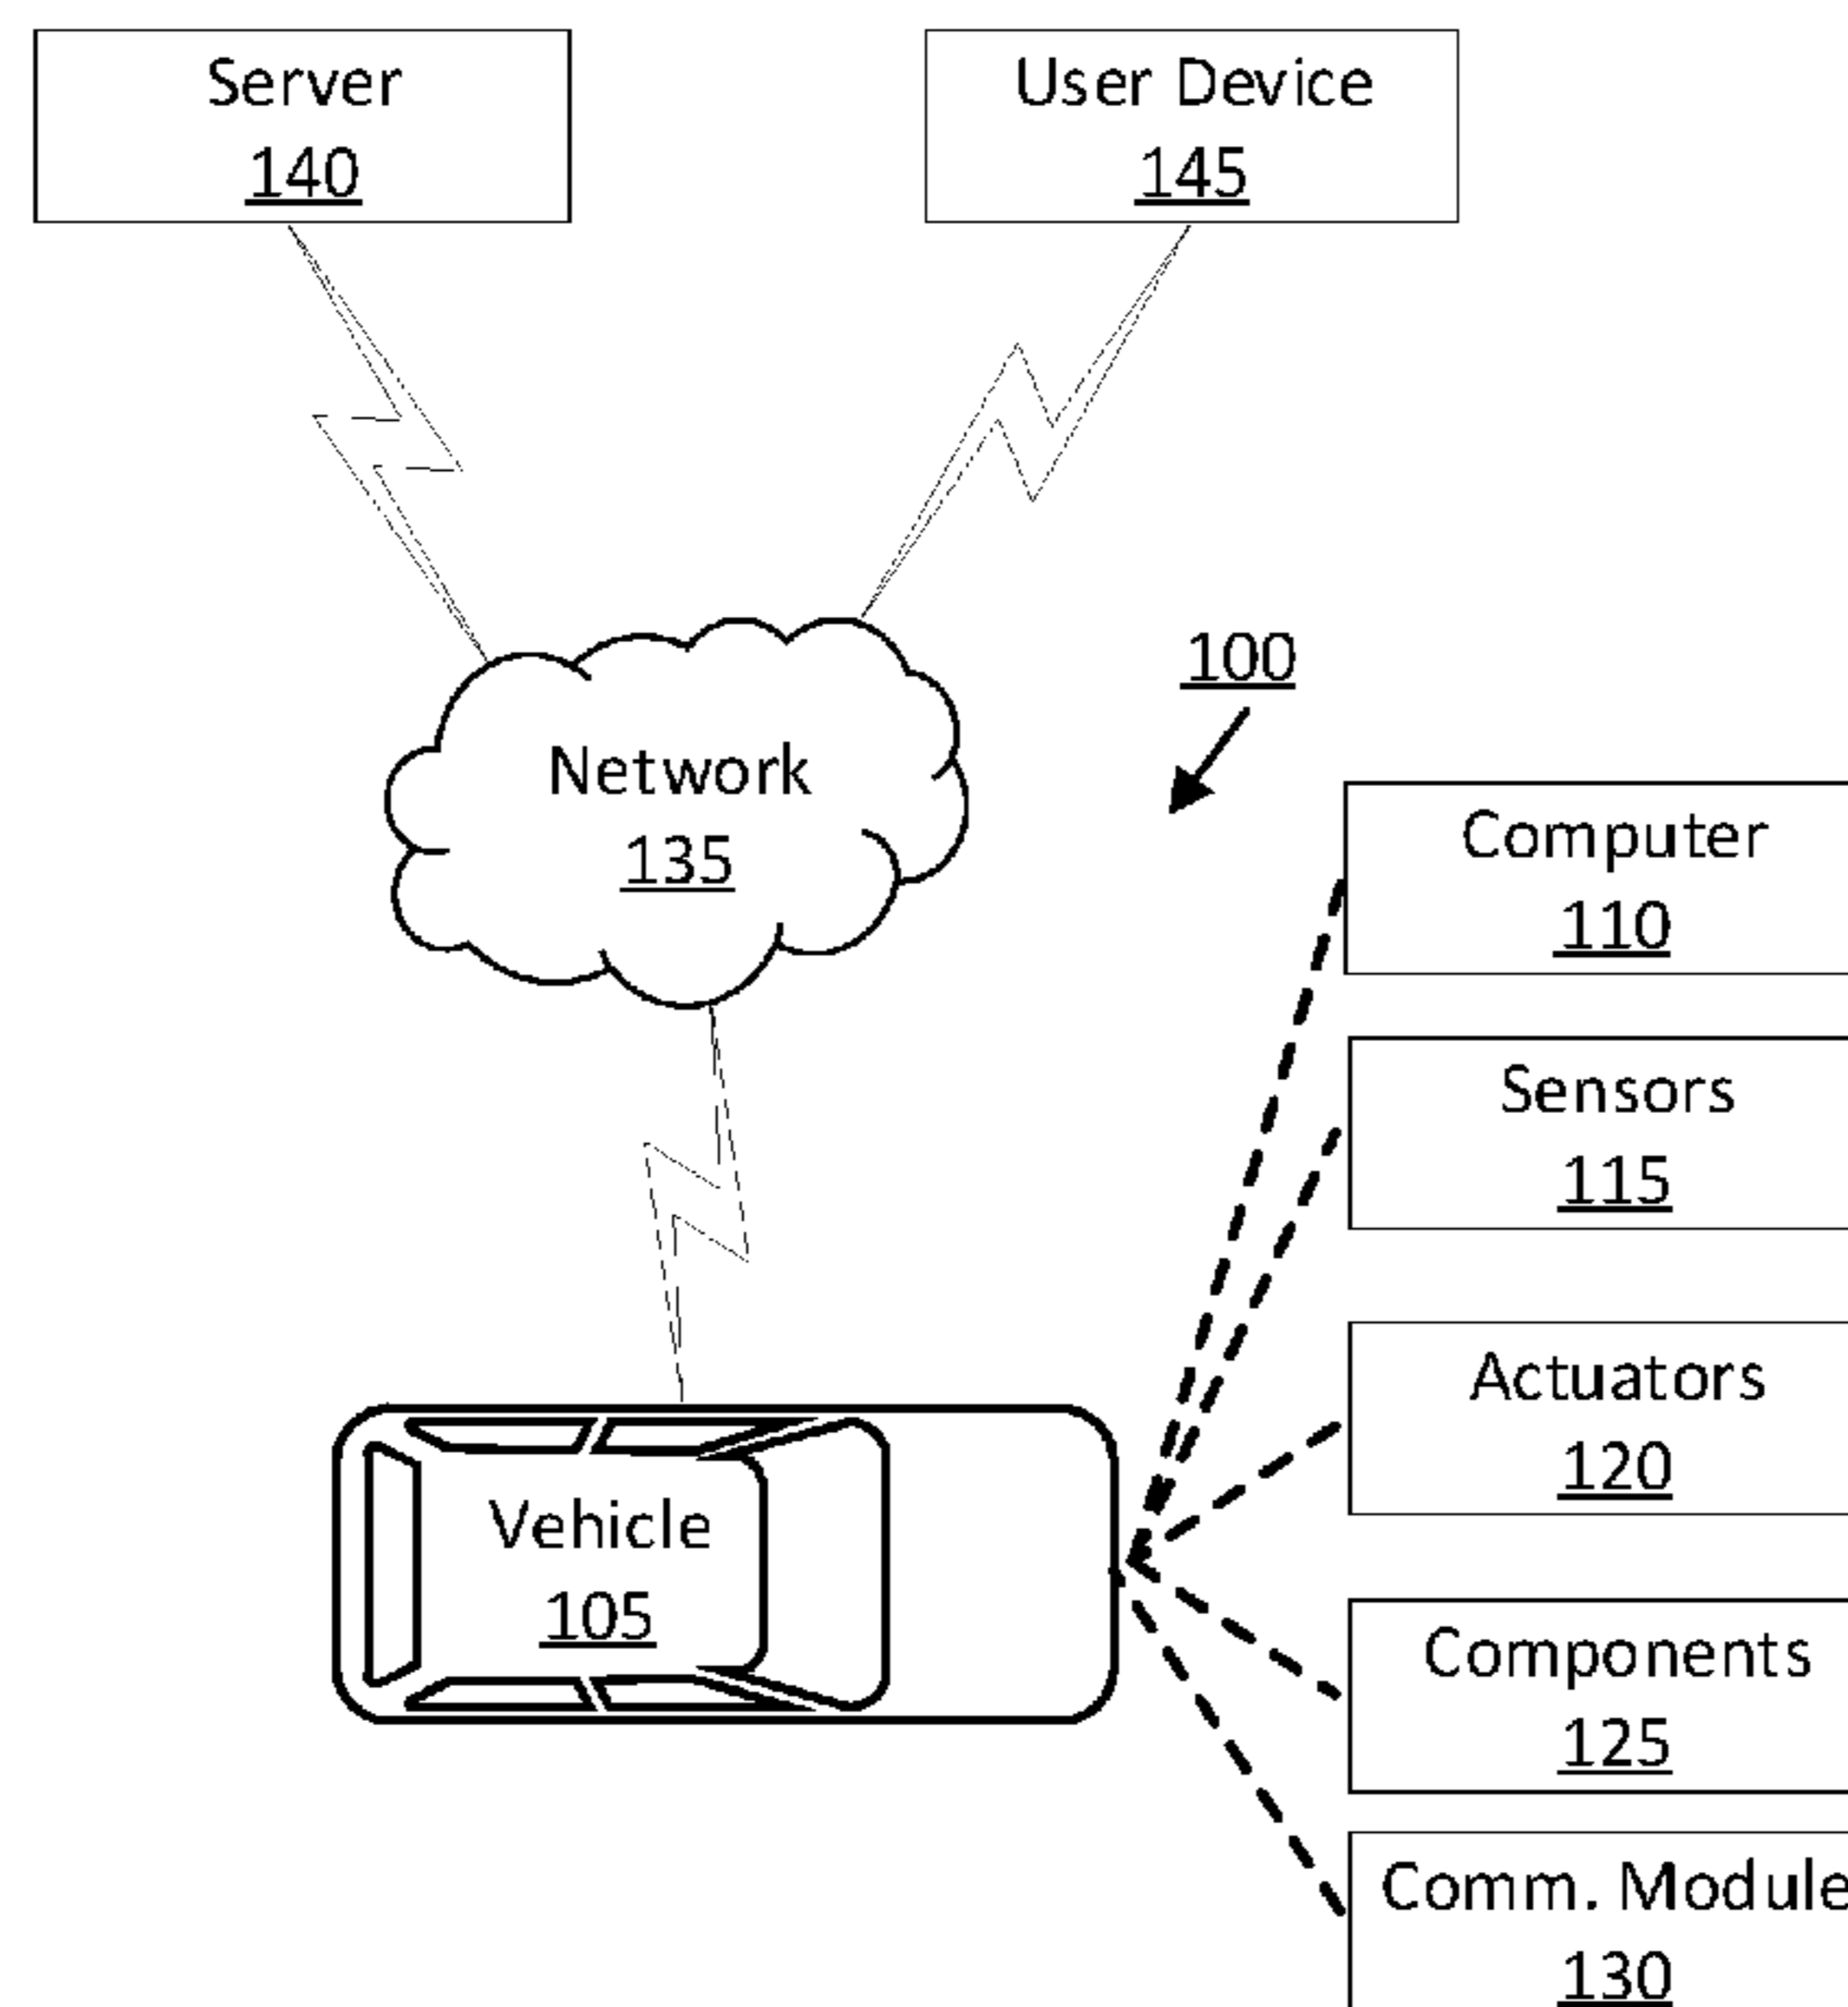 Server
140
User Device
145
Network
135
100
Computer
110
Sensors
115
Actuators
120
Vehicle
105
Components
125
Comm. Module
130